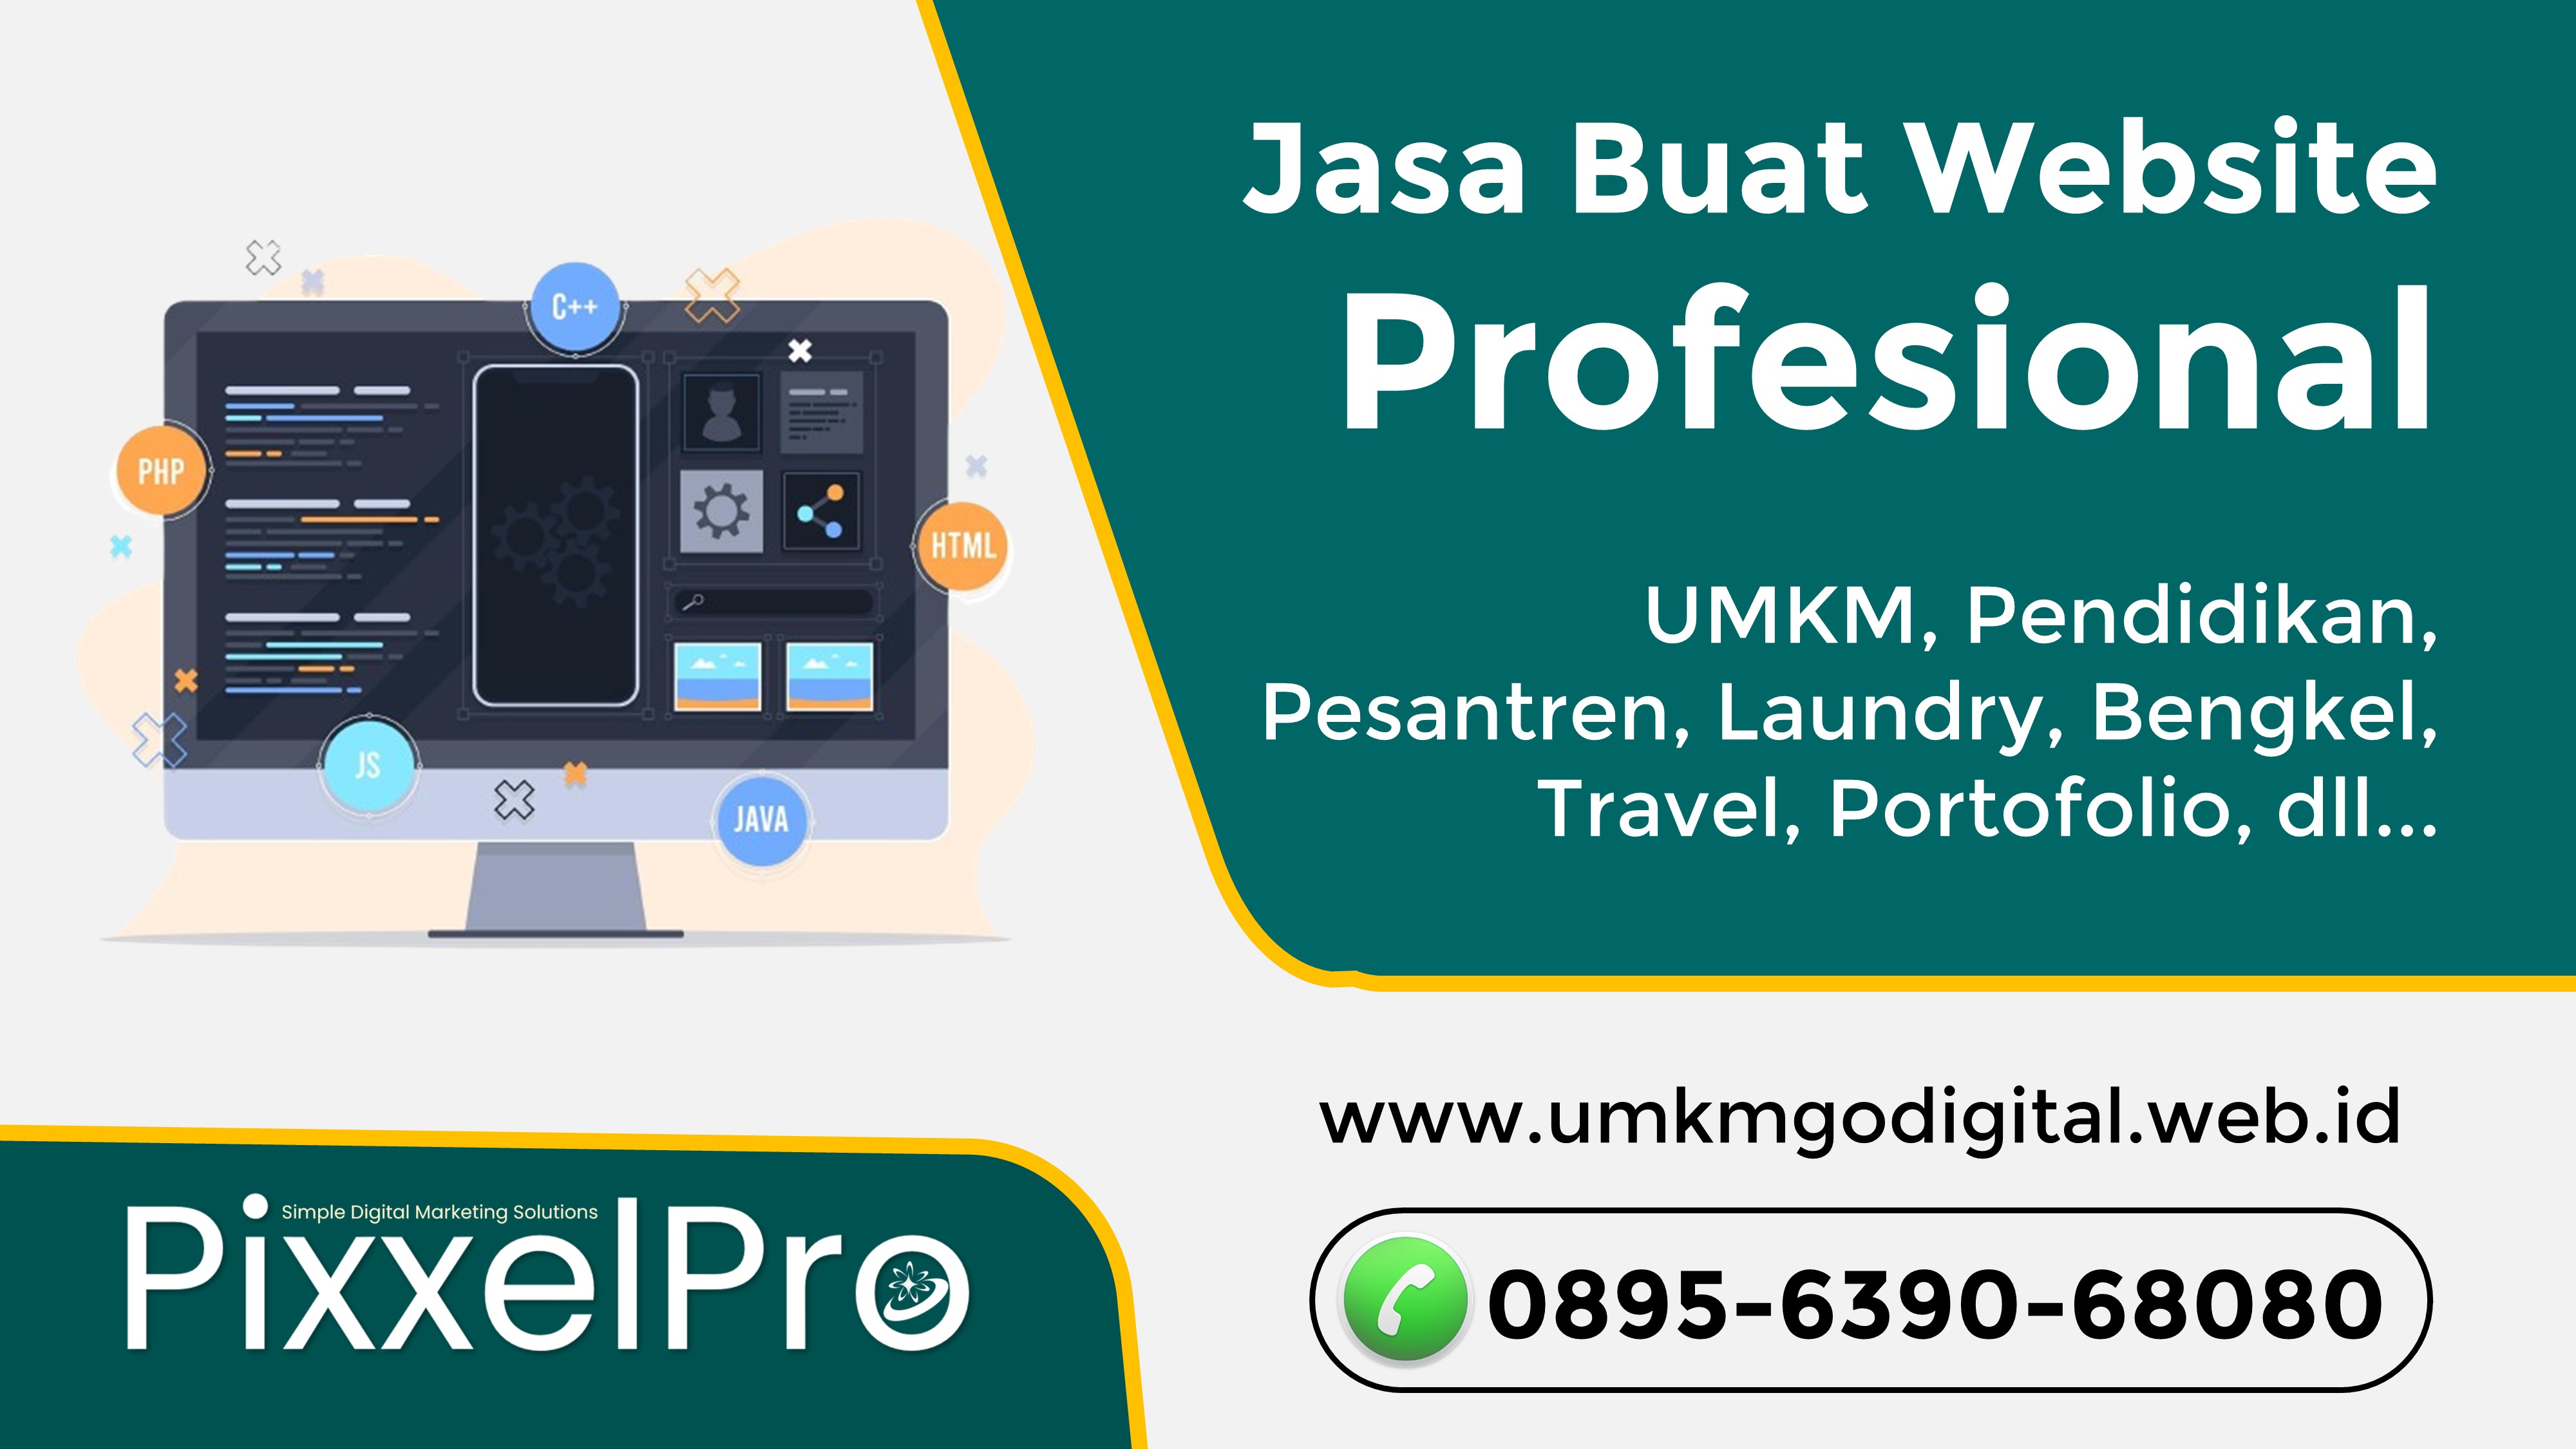 Jasa Buat Website
Profesional
UMKM, Pendidikan,
Pesantren, Laundry, Bengkel,
Travel, Portofolio, dll...
C++
PHP
HTML
JS
JAVA
www.umkmgodigital.web.id
0895-6390-68080
Simple Digital Marketing Solutions
PixxelPro